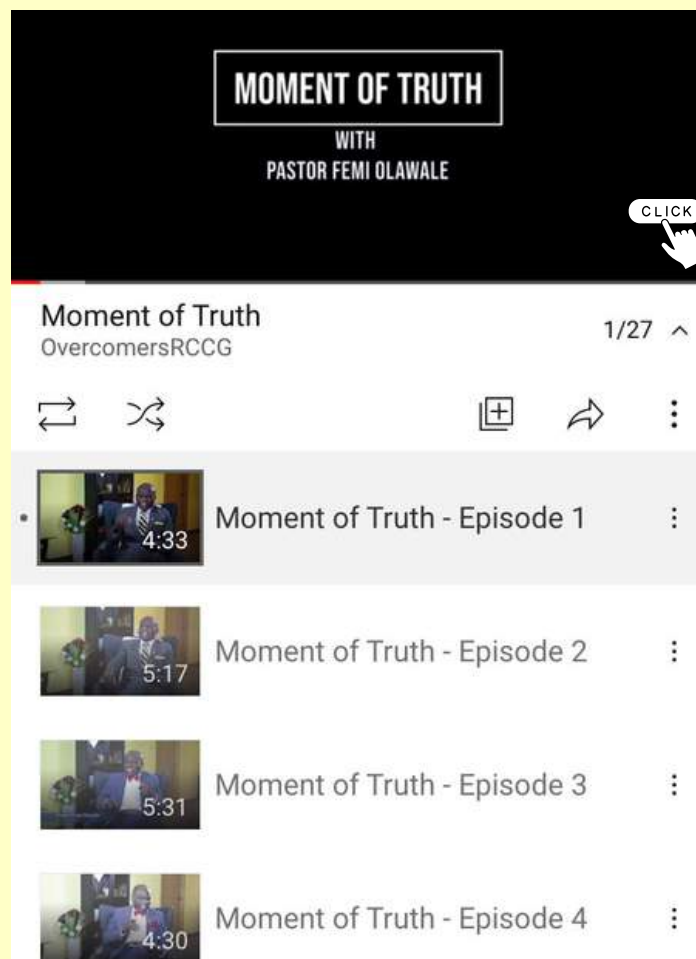 MOMENT OF TRUTH
WITH
PASTOR FEMI OLAWALE
CLICK
Moment of Truth
OvercomersRCCG
1/27
4:33
Moment of Truth - Episode 1
5:17
Moment of Truth - Episode 2
5:31
Moment of Truth - Episode 3
4:30
Moment of Truth - Episode 4